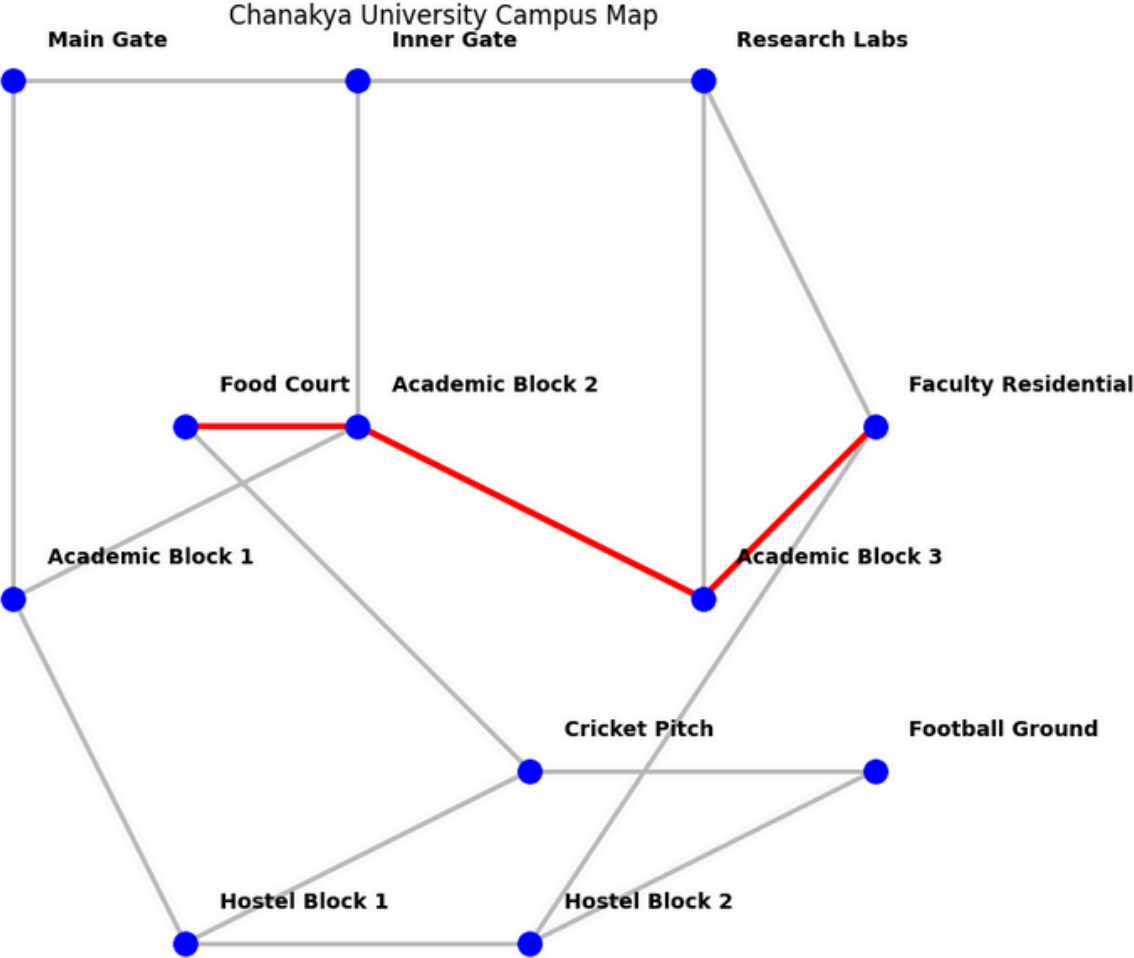 Chanakya University Campus Map
Main Gate
Inner Gate
Research Labs
Food Court
Academic Block 2
Faculty Residential
Academic Block 1
Academic Block 3
Cricket Pitch
Football Ground
Hostel Block 1
Hostel Block 2